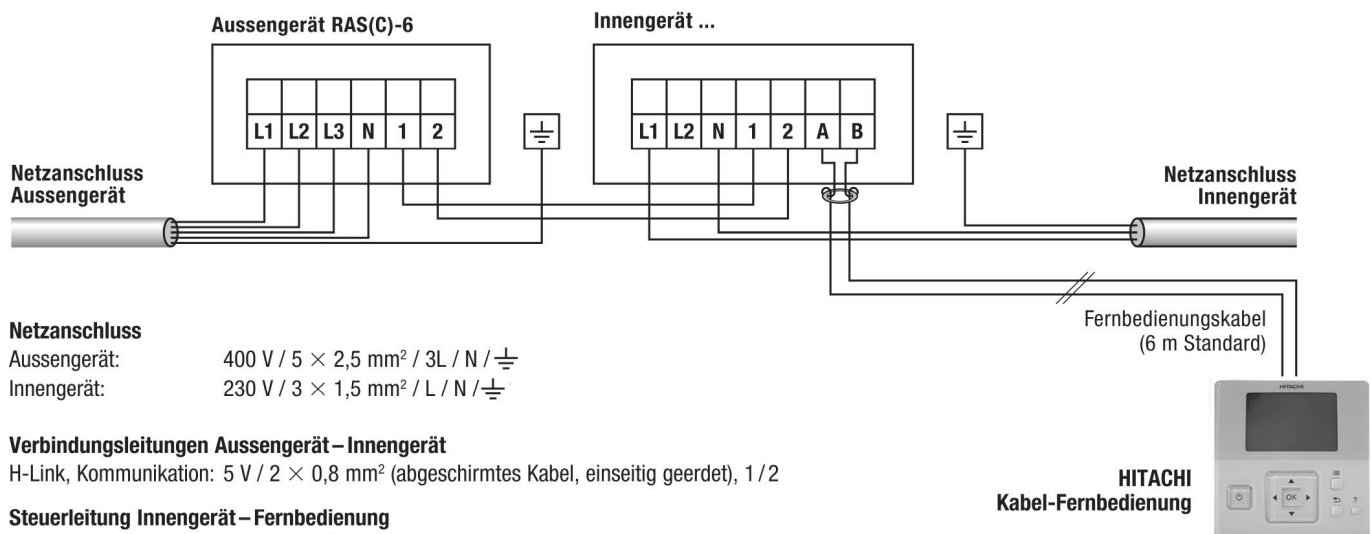 Aussengerät RAS(C)-6
Innengerät ...
L1 L2 L3 N 1 2
L1 L2 N 1 2 A B
Netzanschluss
Aussengerät
Netzanschluss
Innengerät
Fernbedienungskabel
(6 m Standard)
Netzanschluss
Aussengerät: 400 V / 5 × 2,5 mm² / 3L / N / ⏚
Innengerät: 230 V / 3 × 1,5 mm² / L / N / ⏚
Verbindungsleitungen Aussengerät – Innengerät
H-Link, Kommunikation: 5 V / 2 × 0,8 mm² (abgeschirmtes Kabel, einseitig geerdet), 1 / 2
Steuerleitung Innengerät – Fernbedienung
HITACHI
Kabel-Fernbedienung
HITACHI
OK
?